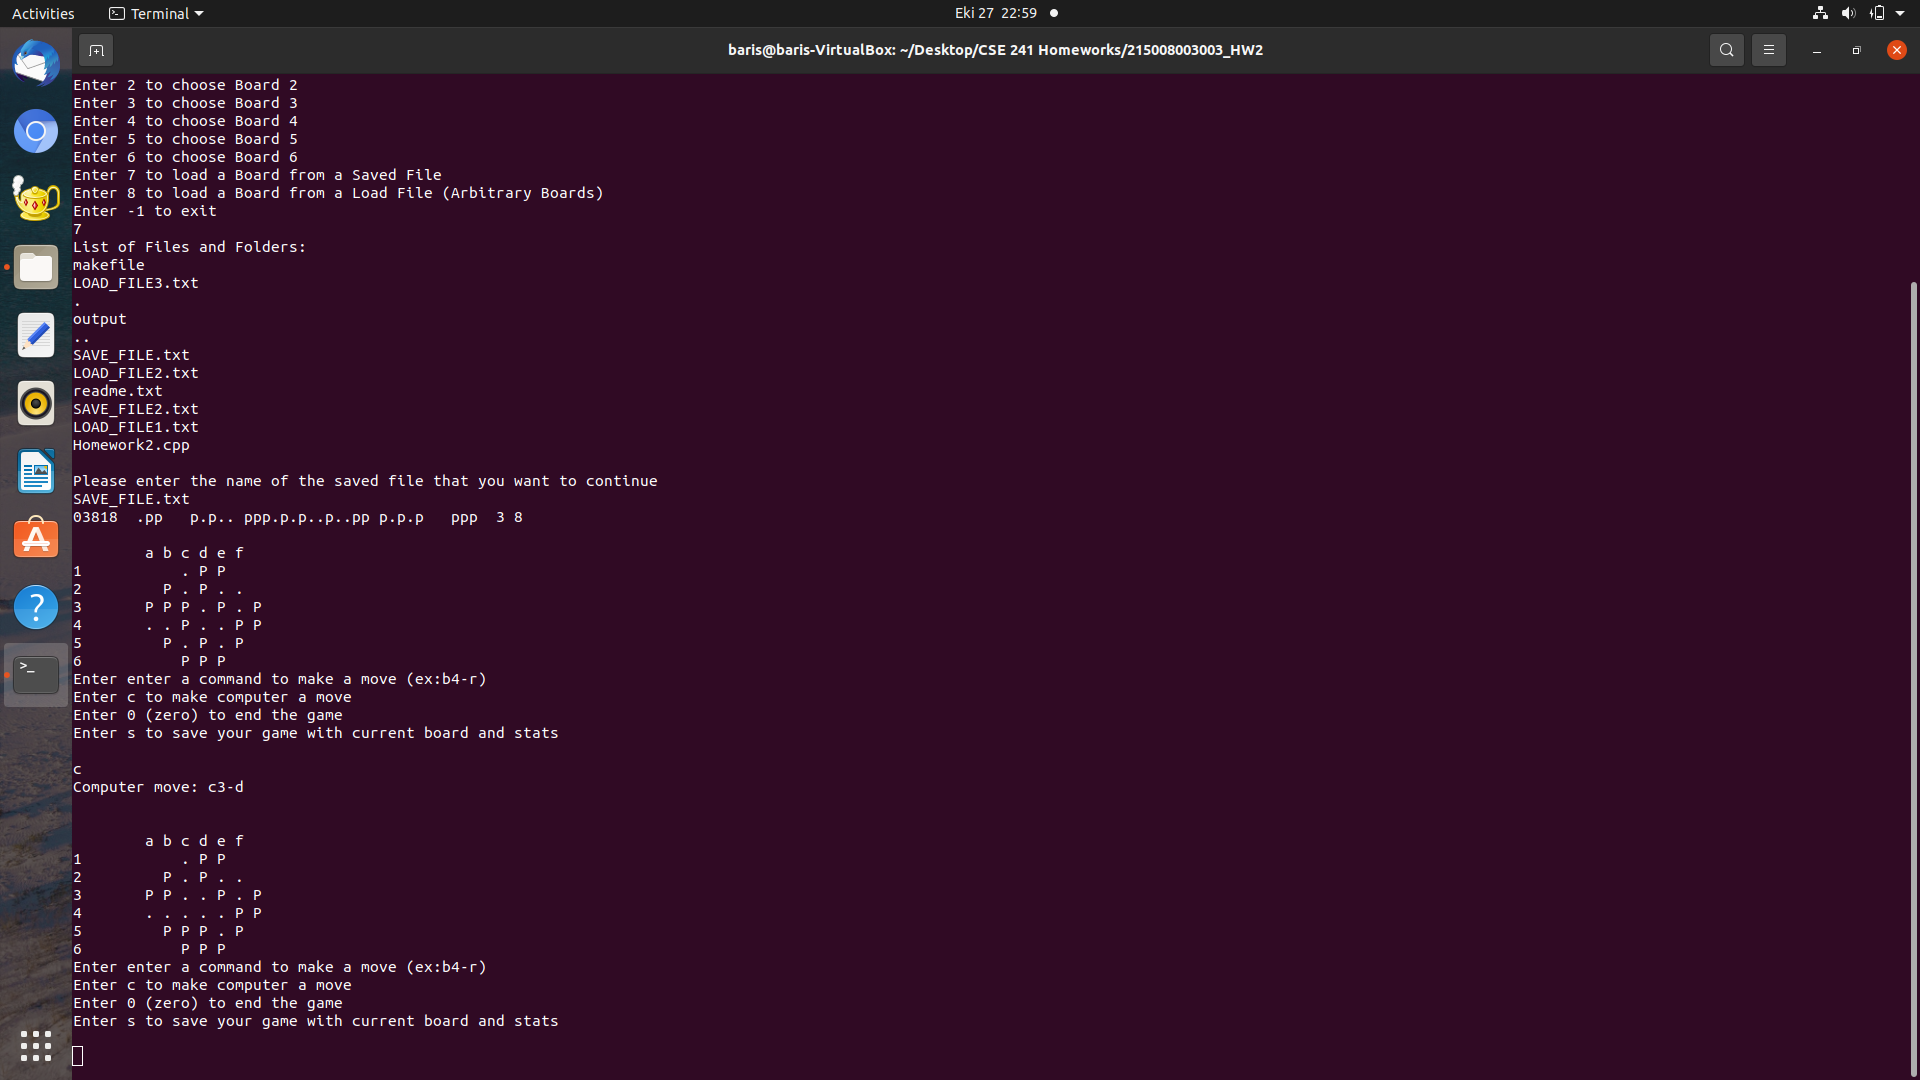 Activities
Terminal
Eki 27 22:59
baris@baris-VirtualBox: ~/Desktop/CSE 241 Homeworks/215008003003_HW2
Enter 2 to choose Board 2
Enter 3 to choose Board 3
Enter 4 to choose Board 4
Enter 5 to choose Board 5
Enter 6 to choose Board 6
Enter 7 to load a Board from a Saved File
Enter 8 to load a Board from a Load File (Arbitrary Boards)
Enter -1 to exit
7
List of Files and Folders:
makefile
LOAD_FILE3.txt
.
output
..
SAVE_FILE.txt
LOAD_FILE2.txt
readme.txt
SAVE_FILE2.txt
LOAD_FILE1.txt
Homework2.cpp
Please enter the name of the saved file that you want to continue
SAVE_FILE.txt
03818  .pp   p.p.. ppp.p.p..p..pp p.p.p   ppp  3 8
        a b c d e f
1           . P P
2         P . P . .
3       P P P . P . P
4       . . P . . P P
5         P . P . P
6           P P P
Enter enter a command to make a move (ex:b4-r)
Enter c to make computer a move
Enter 0 (zero) to end the game
Enter s to save your game with current board and stats
c
Computer move: c3-d
        a b c d e f
1           . P P
2         P . P . .
3       P P . . P . P
4       . . . . . P P
5         P P P . P
6           P P P
Enter enter a command to make a move (ex:b4-r)
Enter c to make computer a move
Enter 0 (zero) to end the game
Enter s to save your game with current board and stats